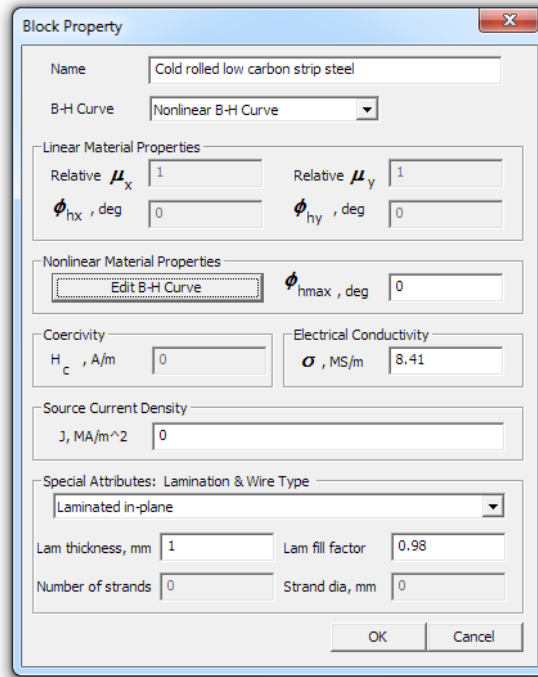 Block Property
Name Cold rolled low carbon strip steel
B-H Curve Nonlinear B-H Curve
Linear Material Properties
Relative μx 1 Relative μy 1
ϕhx , deg 0 ϕhy , deg 0
Nonlinear Material Properties
Edit B-H Curve ϕhmax , deg 0
Coercivity Electrical Conductivity
Hc , A/m 0 σ , MS/m 8.41
Source Current Density
J, MA/m^2 0
Special Attributes: Lamination & Wire Type
Laminated in-plane
Lam thickness, mm 1 Lam fill factor 0.98
Number of strands 0 Strand dia, mm 0
OK Cancel